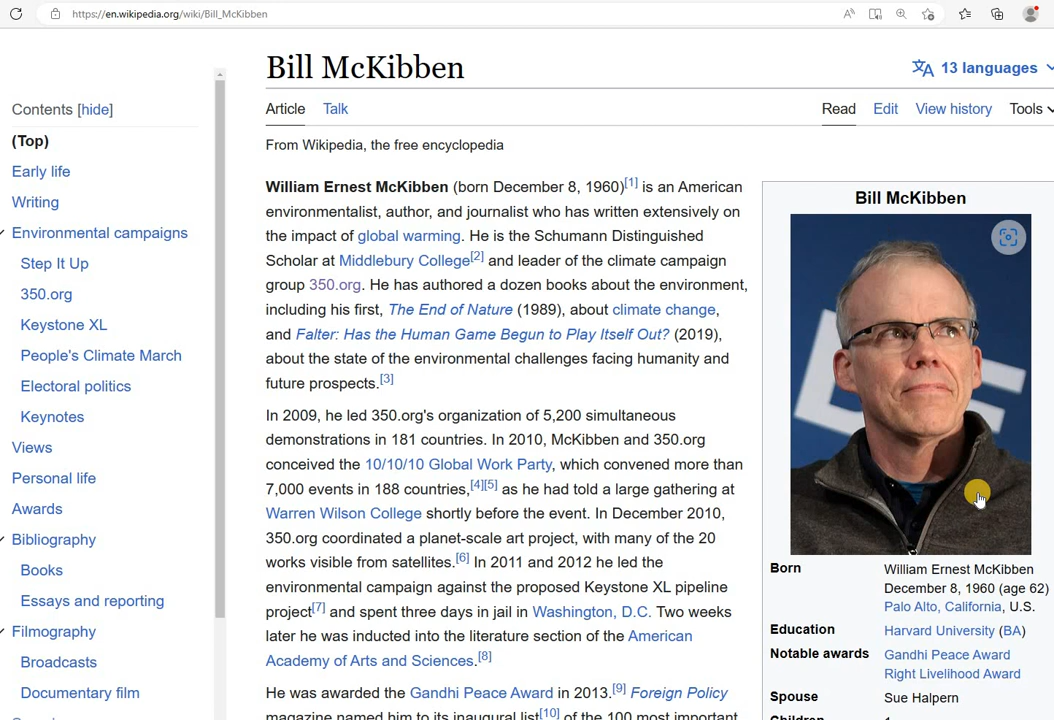 https://en.wikipedia.org/wiki/Bill_McKibben
Bill McKibben
13 languages
Article
Talk
Read
Edit
View history
Tools
From Wikipedia, the free encyclopedia
Contents [hide]
(Top)
Early life
Writing
Environmental campaigns
Step It Up
350.org
Keystone XL
People's Climate March
Electoral politics
Keynotes
Views
Personal life
Awards
Bibliography
Books
Essays and reporting
Filmography
Broadcasts
Documentary film
William Ernest McKibben (born December 8, 1960)[1] is an American
environmentalist, author, and journalist who has written extensively on
the impact of global warming. He is the Schumann Distinguished
Scholar at Middlebury College[2] and leader of the climate campaign
group 350.org. He has authored a dozen books about the environment,
including his first, The End of Nature (1989), about climate change,
and Falter: Has the Human Game Begun to Play Itself Out? (2019),
about the state of the environmental challenges facing humanity and
future prospects.[3]
In 2009, he led 350.org's organization of 5,200 simultaneous
demonstrations in 181 countries. In 2010, McKibben and 350.org
conceived the 10/10/10 Global Work Party, which convened more than
7,000 events in 188 countries,[4][5] as he had told a large gathering at
Warren Wilson College shortly before the event. In December 2010,
350.org coordinated a planet-scale art project, with many of the 20
works visible from satellites.[6] In 2011 and 2012 he led the
environmental campaign against the proposed Keystone XL pipeline
project[7] and spent three days in jail in Washington, D.C. Two weeks
later he was inducted into the literature section of the American
Academy of Arts and Sciences.[8]
He was awarded the Gandhi Peace Award in 2013.[9] Foreign Policy
magazine named him to its inaugural list[10] of the 100 most important
Bill McKibben
Born
William Ernest McKibben
December 8, 1960 (age 62)
Palo Alto, California, U.S.
Education
Harvard University (BA)
Notable awards
Gandhi Peace Award
Right Livelihood Award
Spouse
Sue Halpern
Children
1